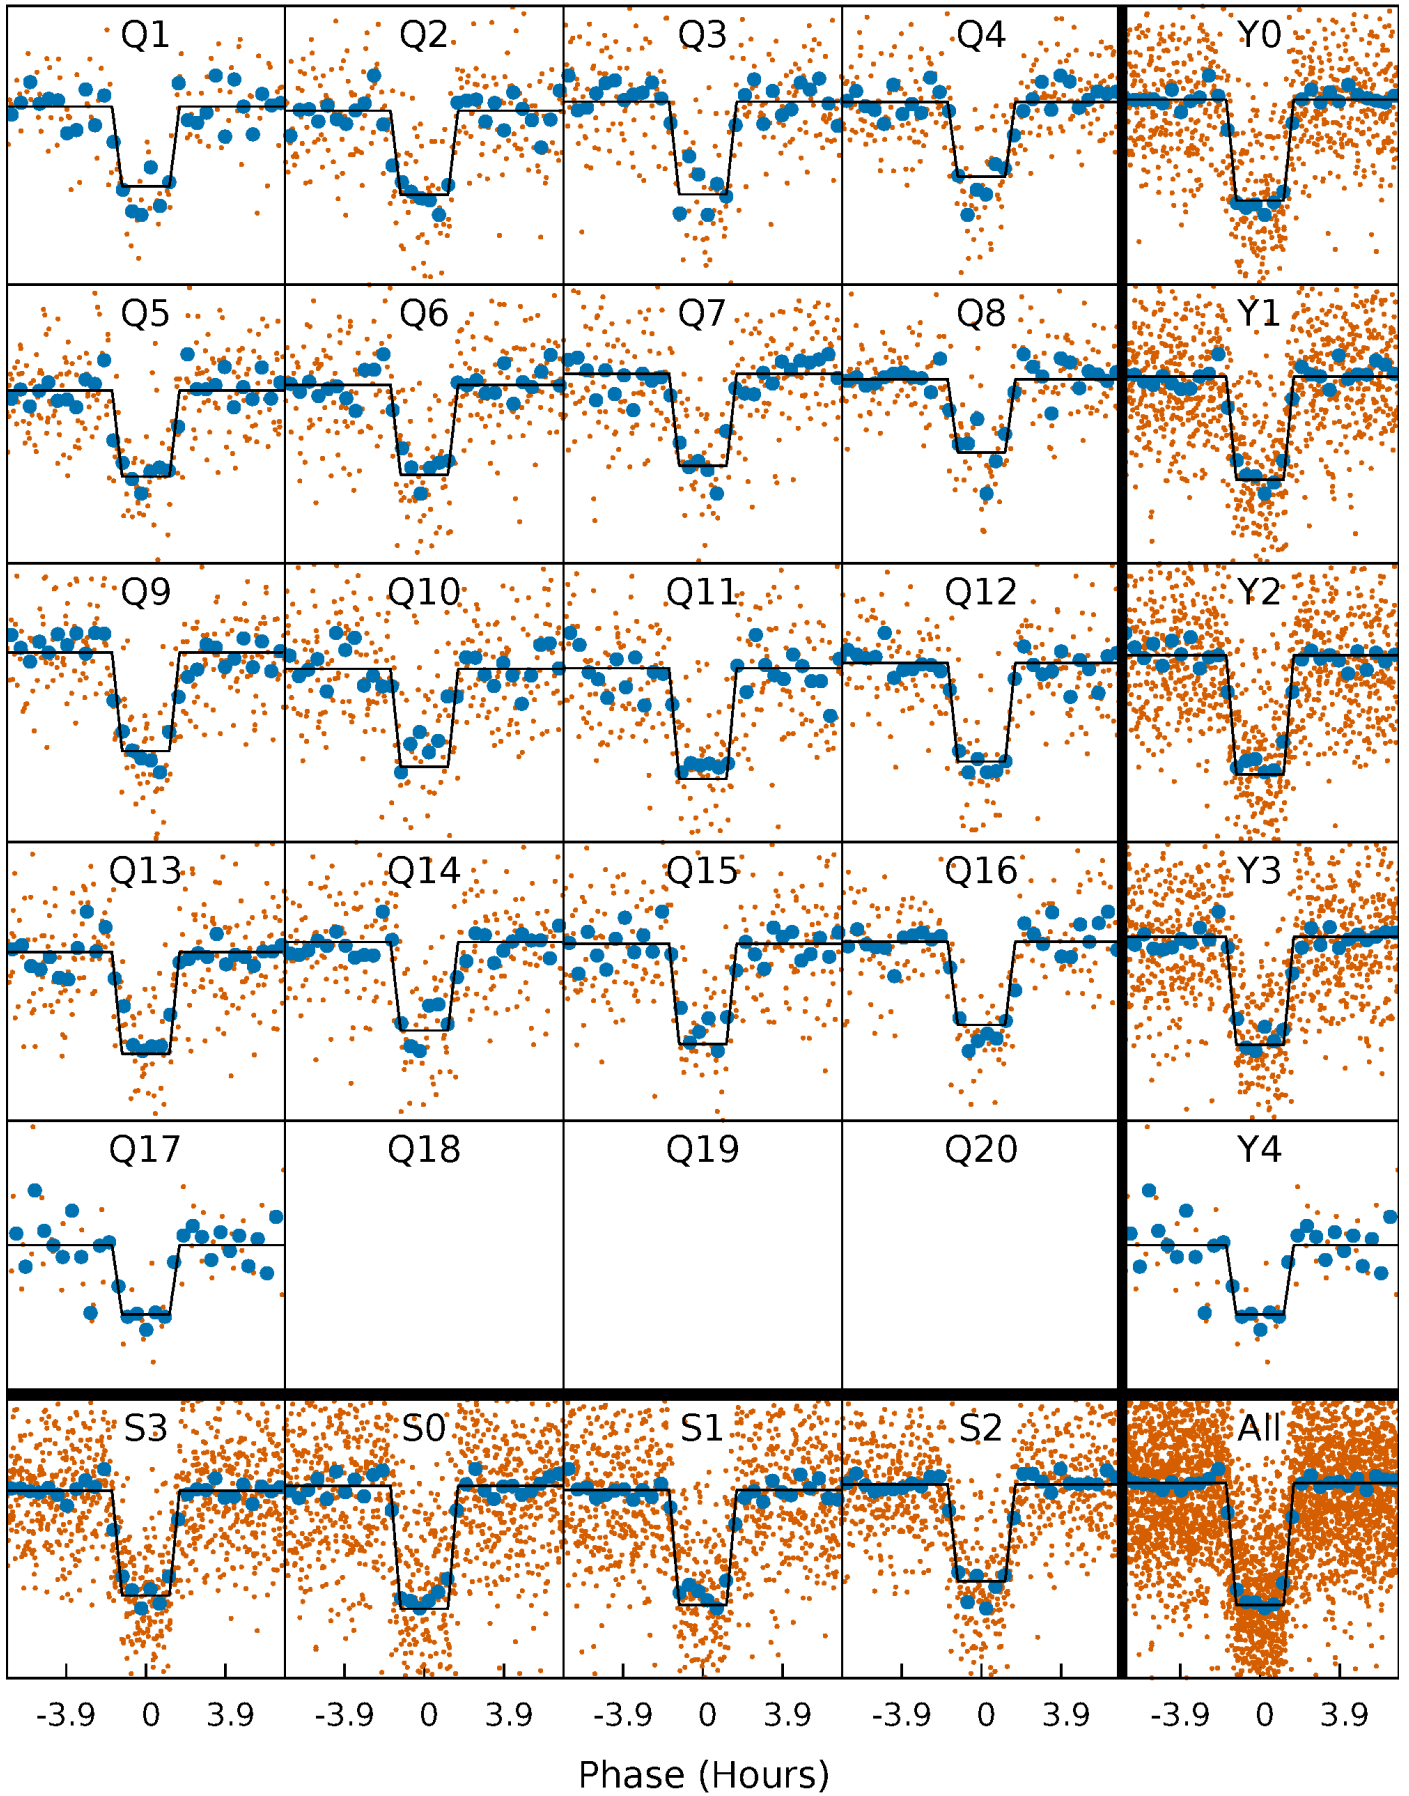 Q1 Q2 Q3 Q4 Y0
Q5 Q6 Q7 Q8 Y1
Q9 Q10 Q11 Q12 Y2
Q13 Q14 Q15 Q16 Y3
Q17 Q18 Q19 Q20 Y4
S3 S0 S1 S2 All
-3.9 0 3.9 -3.9 0 3.9 -3.9 0 3.9 -3.9 0 3.9 -3.9 0 3.9
Phase (Hours)